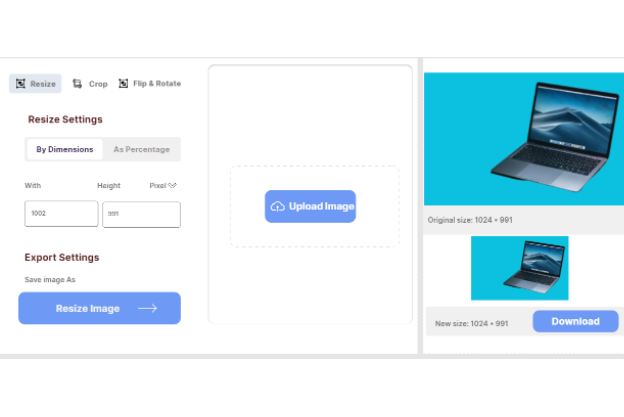 Resize Crop Flip & Rotate
Resize Settings
By Dimensions As Percentage
With Height Pixel
1002 991
Export Settings
Save image As
Resize Image
Upload Image
Original size: 1024 * 991
New size: 1024 * 991
Download